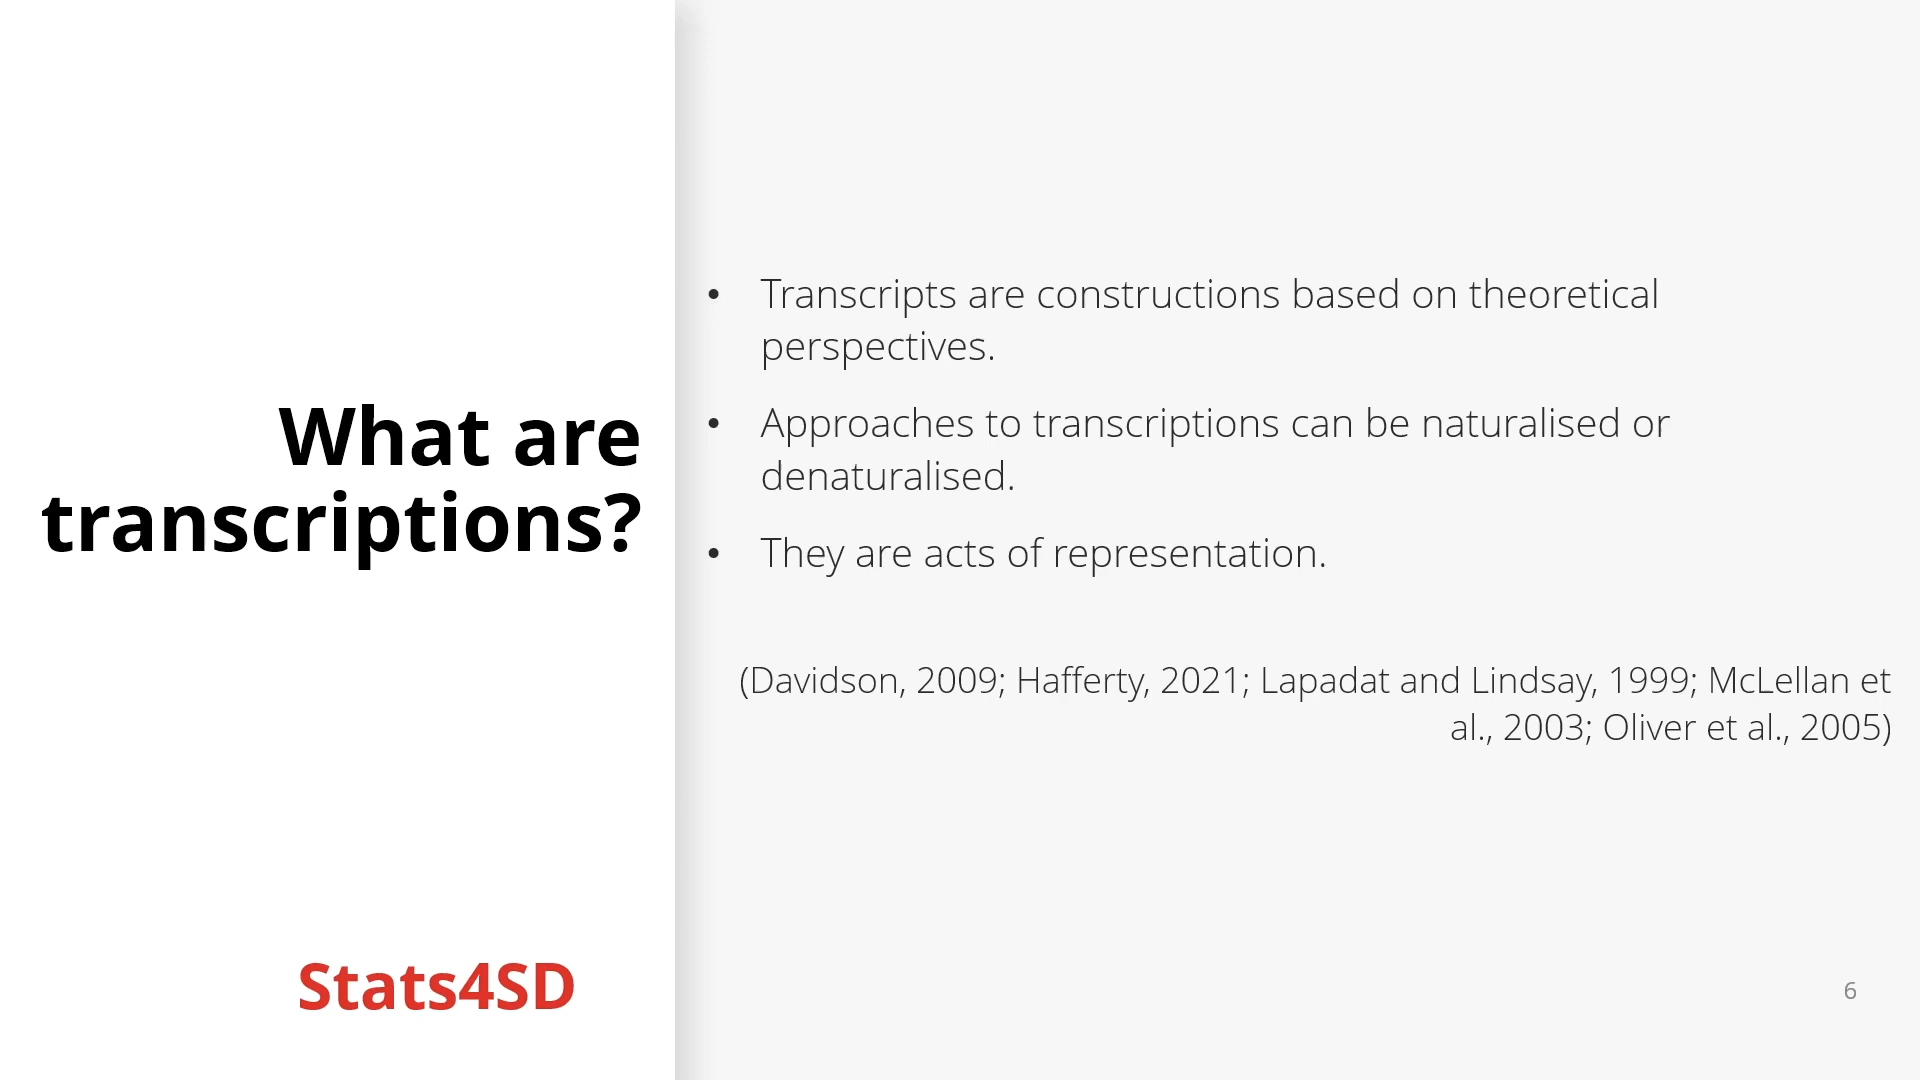 What are
transcriptions?
• Transcripts are constructions based on theoretical
perspectives.
• Approaches to transcriptions can be naturalised or
denaturalised.
• They are acts of representation.
(Davidson, 2009; Hafferty, 2021; Lapadat and Lindsay, 1999; McLellan et
al., 2003; Oliver et al., 2005)
Stats4SD
6